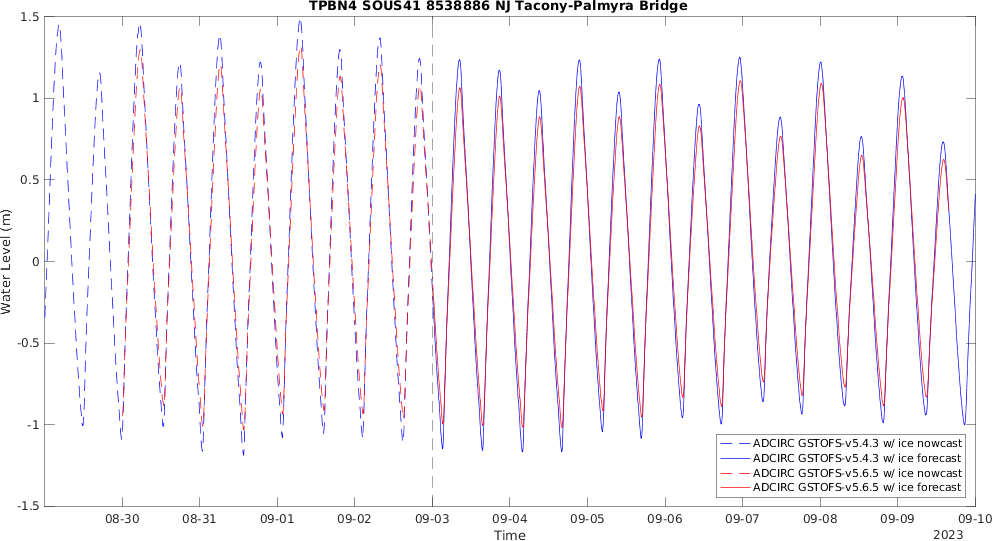 TPBN4 SOUS41 8538886 NJ Tacony-Palmyra Bridge
Water Level (m)
1.5
1
0.5
0
-0.5
-1
-1.5
08-30 08-31 09-01 09-02 09-03 09-04 09-05 09-06 09-07 09-08 09-09 09-10
Time
2023
ADCIRC GSTOFS-v5.4.3 w/ ice nowcast
ADCIRC GSTOFS-v5.4.3 w/ ice forecast
ADCIRC GSTOFS-v5.6.5 w/ ice nowcast
ADCIRC GSTOFS-v5.6.5 w/ ice forecast